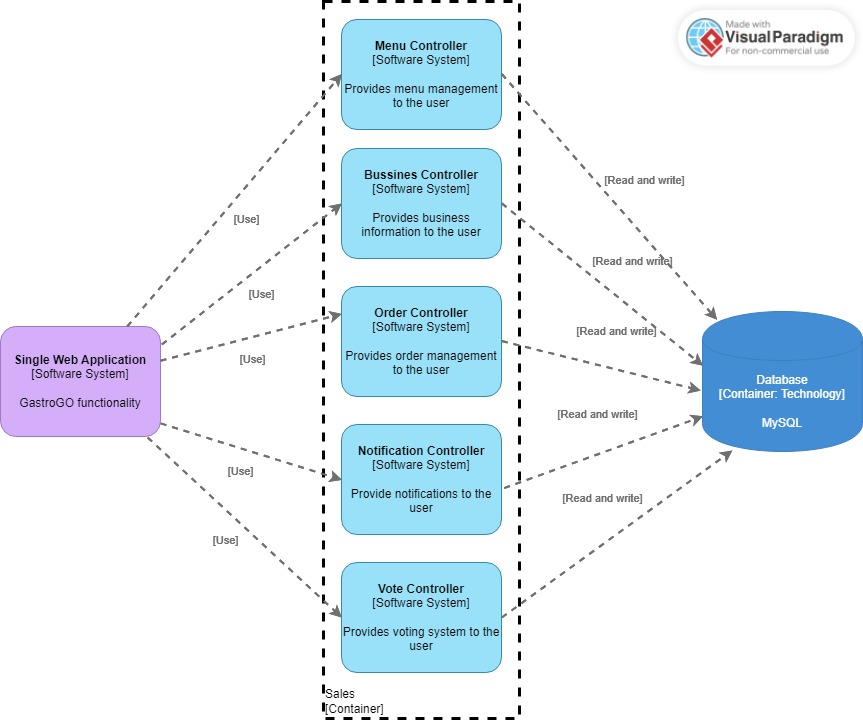 Made with
VisualParadigm
For non-commercial use
Menu Controller
[Software System]
Provides menu management
to the user
Bussines Controller
[Software System]
Provides business
information to the user
Order Controller
[Software System]
Provides order management
to the user
Notification Controller
[Software System]
Provide notifications to the
user
Vote Controller
[Software System]
Provides voting system to the
user
Sales
[Container]
Single Web Application
[Software System]
GastroGO functionality
[Use]
[Use]
[Use]
[Use]
[Use]
[Read and write]
[Read and write]
[Read and write]
[Read and write]
[Read and write]
Database
[Container: Technology]
MySQL